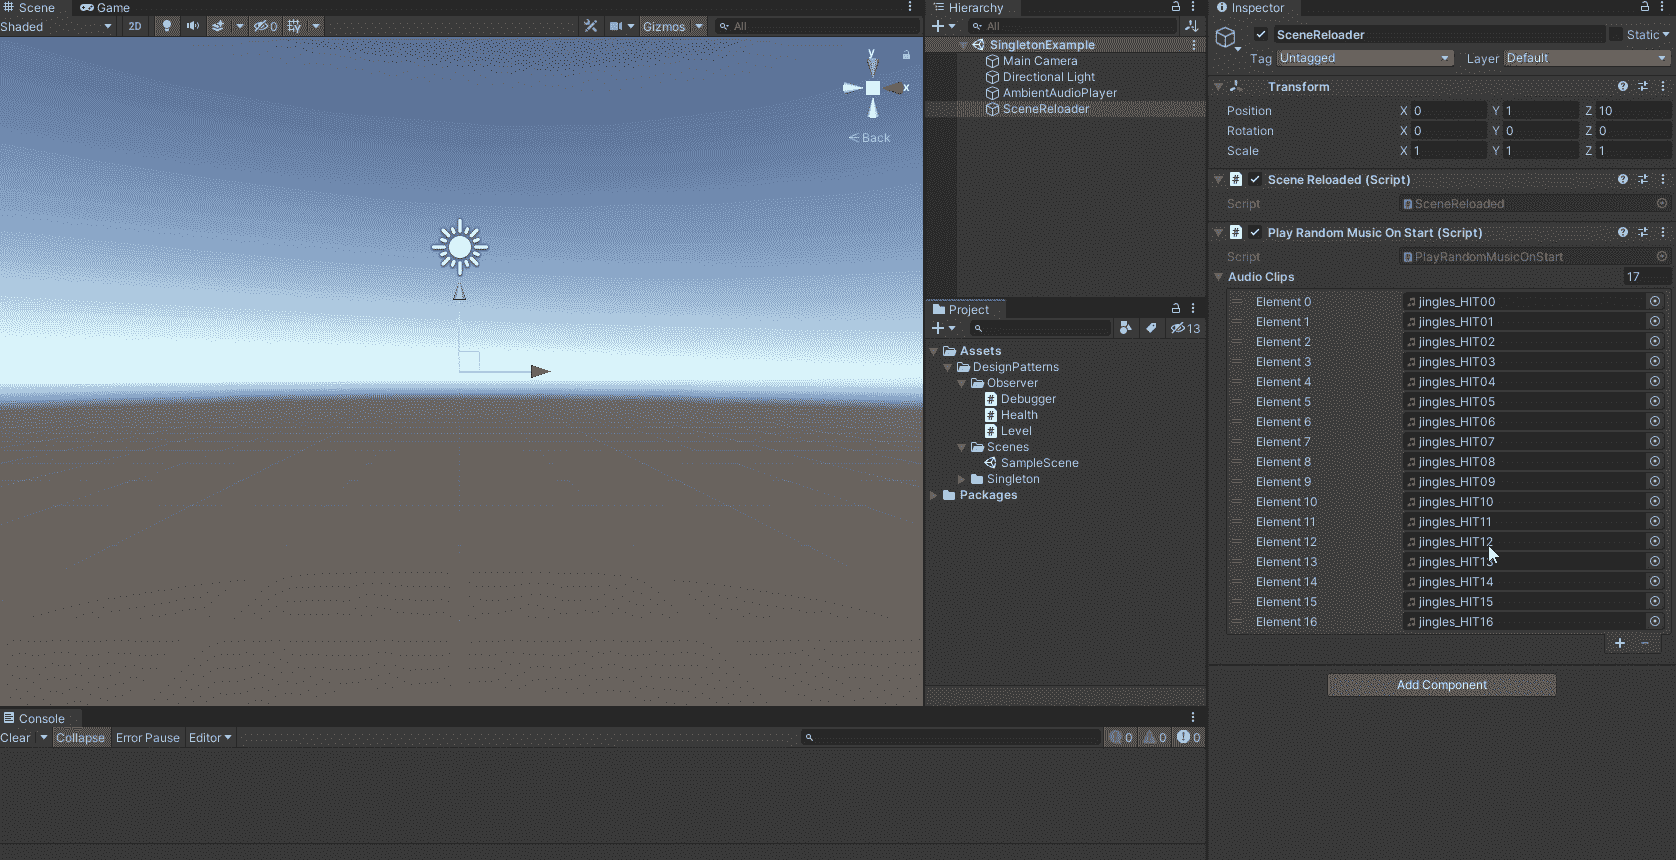 Scene Game
Shaded 2D 0 Gizmos All
y
x
Back
Hierarchy
All
SingletonExample
Main Camera
Directional Light
AmbientAudioPlayer
SceneReloader
Project
13
Assets
DesignPatterns
Observer
Debugger
Health
Level
Scenes
SampleScene
Singleton
Packages
Console
Clear Collapse Error Pause Editor 0 0 0
Inspector
SceneReloader Static
Tag Untagged Layer Default
Transform
Position X 0 Y 1 Z 10
Rotation X 0 Y 0 Z 0
Scale X 1 Y 1 Z 1
# Scene Reloaded (Script)
Script SceneReloaded
# Play Random Music On Start (Script)
Script PlayRandomMusicOnStart
Audio Clips 17
Element 0 jingles_HIT00
Element 1 jingles_HIT01
Element 2 jingles_HIT02
Element 3 jingles_HIT03
Element 4 jingles_HIT04
Element 5 jingles_HIT05
Element 6 jingles_HIT06
Element 7 jingles_HIT07
Element 8 jingles_HIT08
Element 9 jingles_HIT09
Element 10 jingles_HIT10
Element 11 jingles_HIT11
Element 12 jingles_HIT12
Element 13 jingles_HIT13
Element 14 jingles_HIT14
Element 15 jingles_HIT15
Element 16 jingles_HIT16
Add Component